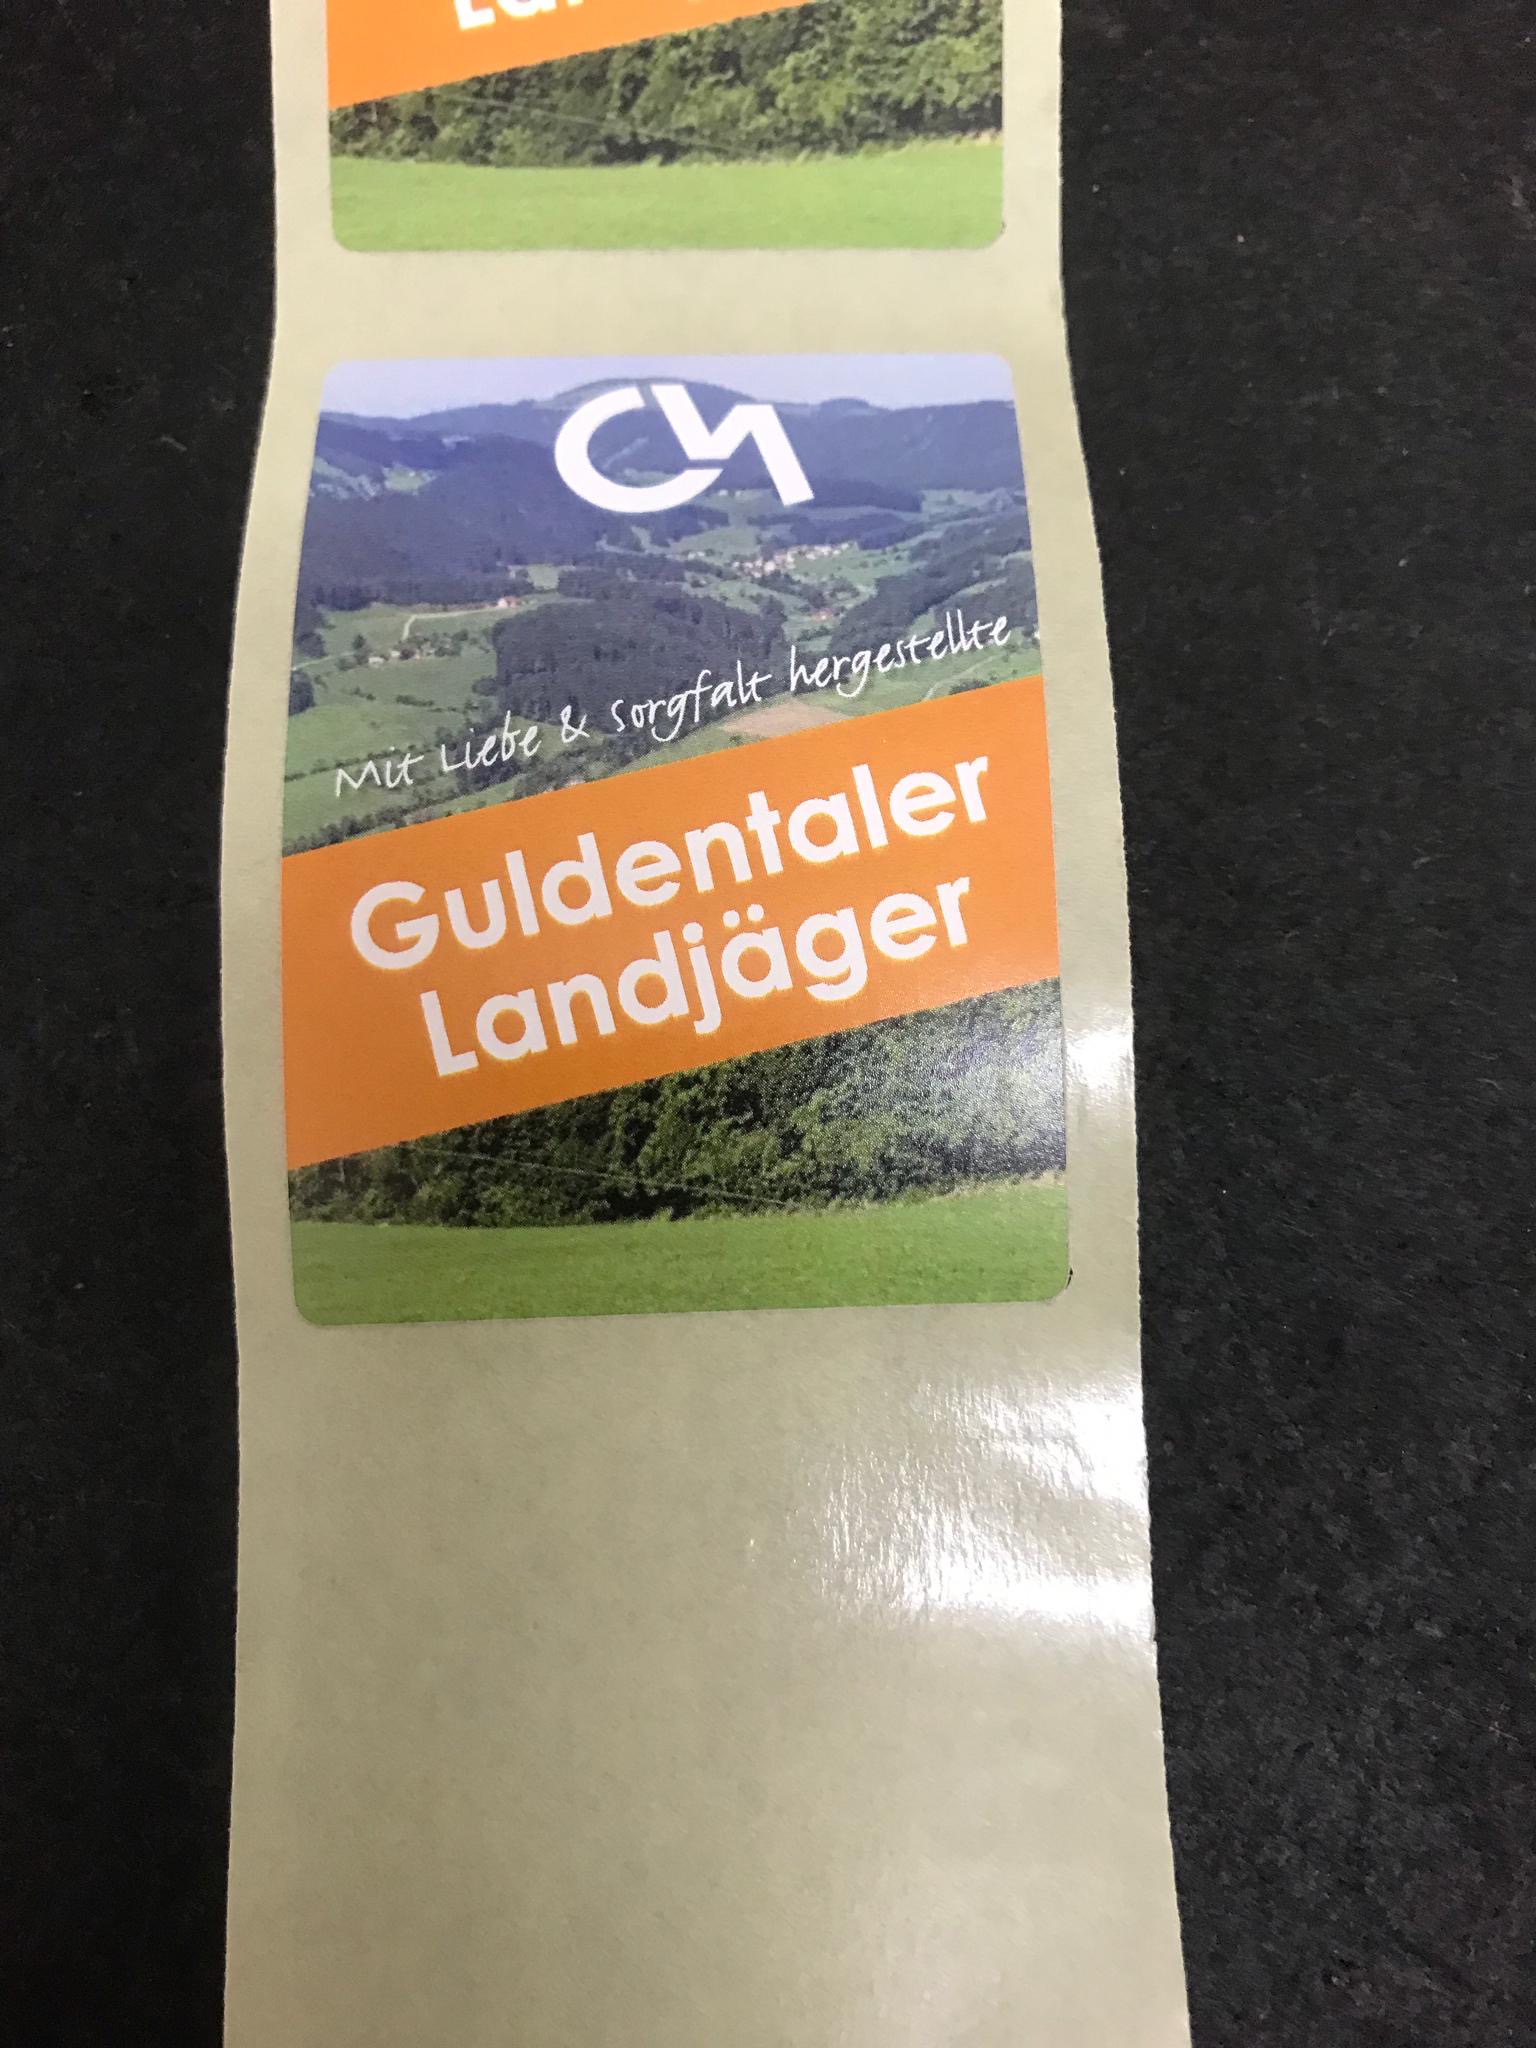 Mit Liebe & Sorgfalt hergestellte
Guldentaler
Landjäger